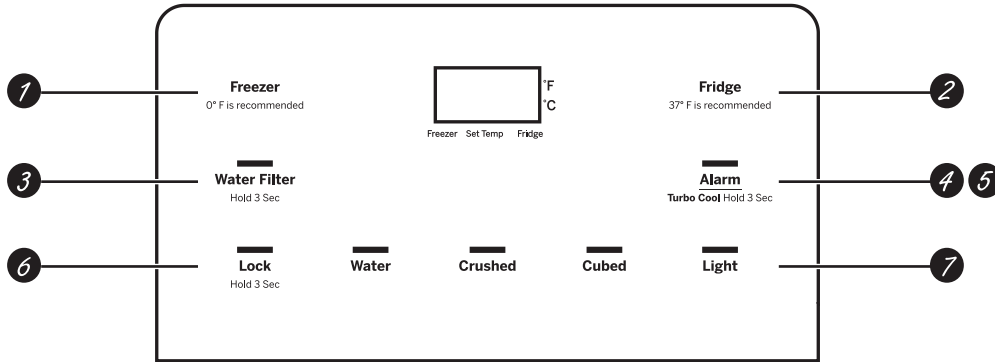 1
Freezer
0° F is recommended
°F
°C
Freezer Set Temp Fridge
Fridge
37° F is recommended
2
3
Water Filter
Hold 3 Sec
Alarm
Turbo Cool Hold 3 Sec
4 5
6
Lock
Hold 3 Sec
Water
Crushed
Cubed
Light
7